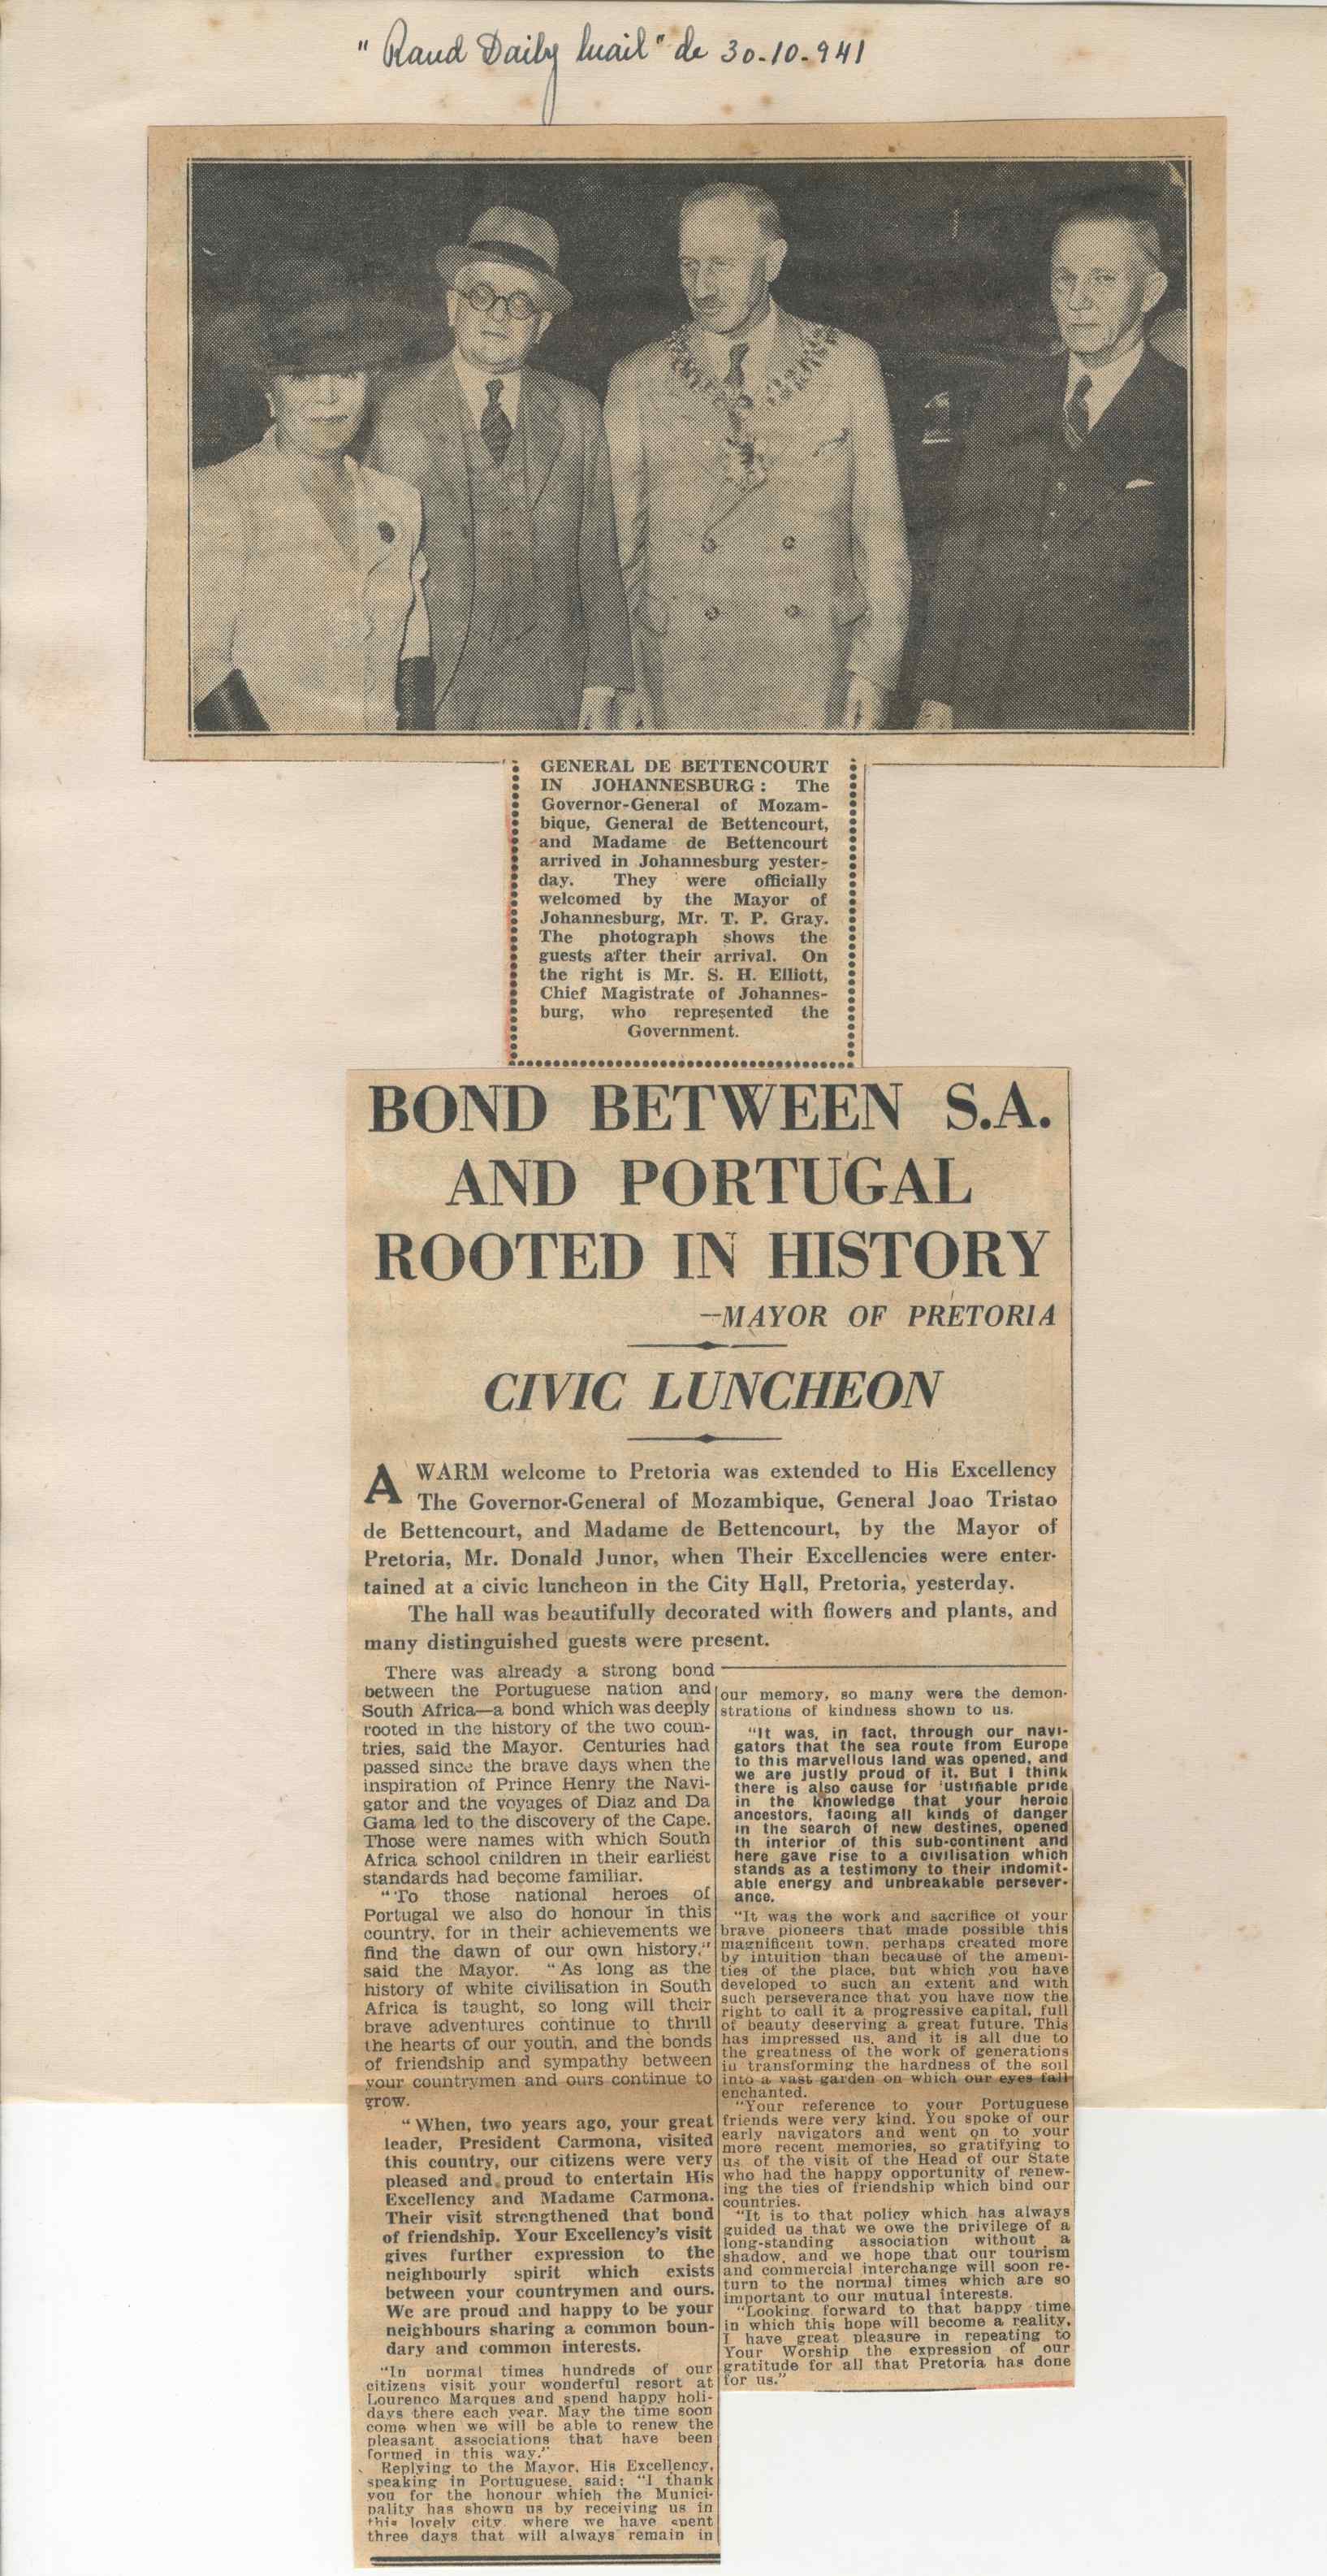 "Rand Daily Mail" de 30-10-941
GENERAL DE BETTENCOURT
IN JOHANNESBURG: The
Governor-General of Mozam-
bique, General de Bettencourt,
and Madame de Bettencourt
arrived in Johannesburg yester-
day. They were officially
welcomed by the Mayor of
Johannesburg, Mr. T. P. Gray.
The photograph shows the
guests after their arrival. On
the right is Mr. S. H. Elliott,
Chief Magistrate of Johannes-
burg, who represented the
Government.
BOND BETWEEN S.A.
AND PORTUGAL
ROOTED IN HISTORY
—MAYOR OF PRETORIA
CIVIC LUNCHEON
A WARM welcome to Pretoria was extended to His Excellency
The Governor-General of Mozambique, General Joao Tristao
de Bettencourt, and Madame de Bettencourt, by the Mayor of
Pretoria, Mr. Donald Junor, when Their Excellencies were enter-
tained at a civic luncheon in the City Hall, Pretoria, yesterday.
The hall was beautifully decorated with flowers and plants, and
many distinguished guests were present.
There was already a strong bond
between the Portuguese nation and
South Africa—a bond which was deeply
rooted in the history of the two coun-
tries, said the Mayor. Centuries had
passed since the brave days when the
inspiration of Prince Henry the Navi-
gator and the voyages of Diaz and Da
Gama led to the discovery of the Cape.
Those were names with which South
Africa school children in their earliest
standards had become familiar.
"To those national heroes of
Portugal we also do honour in this
country, for in their achievements we
find the dawn of our own history,"
said the Mayor. "As long as the
history of white civilisation in South
Africa is taught, so long will their
brave adventures continue to thrill
the hearts of our youth, and the bonds
of friendship and sympathy between
your countrymen and ours continue to
grow.
"When, two years ago, your great
leader, President Carmona, visited
this country, our citizens were very
pleased and proud to entertain His
Excellency and Madame Carmona.
Their visit strengthened that bond
of friendship. Your Excellency's visit
gives further expression to the
neighbourly spirit which exists
between your countrymen and ours.
We are proud and happy to be your
neighbours sharing a common boun-
dary and common interests.
"In normal times hundreds of our
citizens visit your wonderful resort at
Lourenco Marques and spend happy holi-
days there each year. May the time soon
come when we will be able to renew the
pleasant associations that have been
formed in this way."
Replying to the Mayor, His Excellency,
speaking in Portuguese, said: "I thank
you for the honour which the Munici-
pality has shown us by receiving us in
this lovely city, where we have spent
three days that will always remain in
our memory, so many were the demon-
strations of kindness shown to us.
"It was, in fact, through our navi-
gators that the sea route from Europe
to this marvellous land was opened, and
we are justly proud of it. But I think
there is also cause for 'ustifiable pride
in the knowledge that your heroic
ancestors, facing all kinds of danger
in the search of new destines, opened
th interior of this sub-continent and
here gave rise to a civilisation which
stands as a testimony to their indomit-
able energy and unbreakable persever-
ance.
"It was the work and sacrifice of your
brave pioneers that made possible this
magnificent town, perhaps created more
by intuition than because of the ameni-
ties of the place, but which you have
developed to such an extent and with
such perseverance that you have now the
right to call it a progressive capital, full
of beauty deserving a great future. This
has impressed us, and it is all due to
the greatness of the work of generations
in transforming the hardness of the soil
into a vast garden on which our eyes fall
enchanted.
"Your reference to your Portuguese
friends were very kind. You spoke of our
early navigators and went on to your
more recent memories, so gratifying to
us, of the visit of the Head of our State
who had the happy opportunity of renew-
ing the ties of friendship which bind our
countries.
"It is to that policy which has always
guided us that we owe the privilege of a
long-standing association without a
shadow, and we hope that our tourism
and commercial interchange will soon re-
turn to the normal times which are so
important to our mutual interests.
"Looking forward to that happy time
in which this hope will become a reality,
I have great pleasure in repeating to
Your Worship the expression of our
gratitude for all that Pretoria has done
for us."